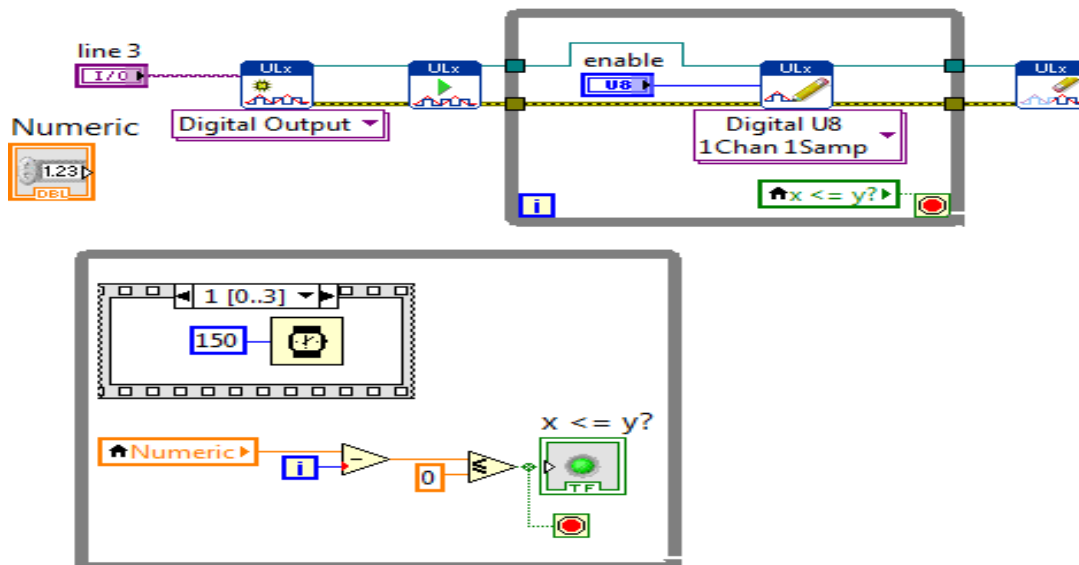 line 3
I/O
ULx
Digital Output
ULx
enable
U8
ULx
Digital U8
1Chan 1Samp
ULx
Numeric
1.23
DBL
i
x <= y?
1 [0..3]
150
Numeric
i
-
0
≤
x <= y?
TF